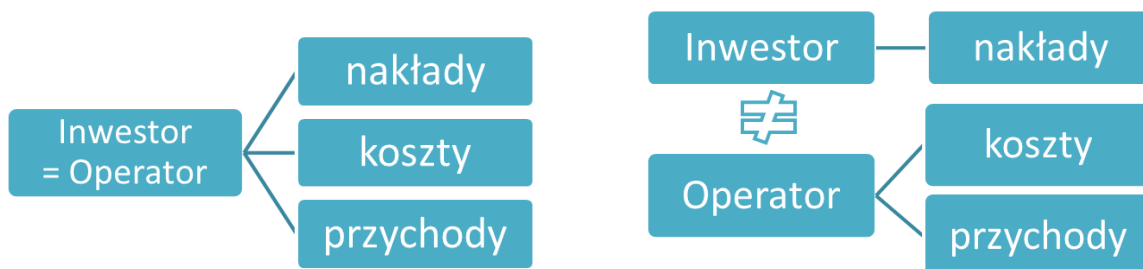 Inwestor
= Operator
nakłady
koszty
przychody
Inwestor
nakłady
≠
Operator
koszty
przychody